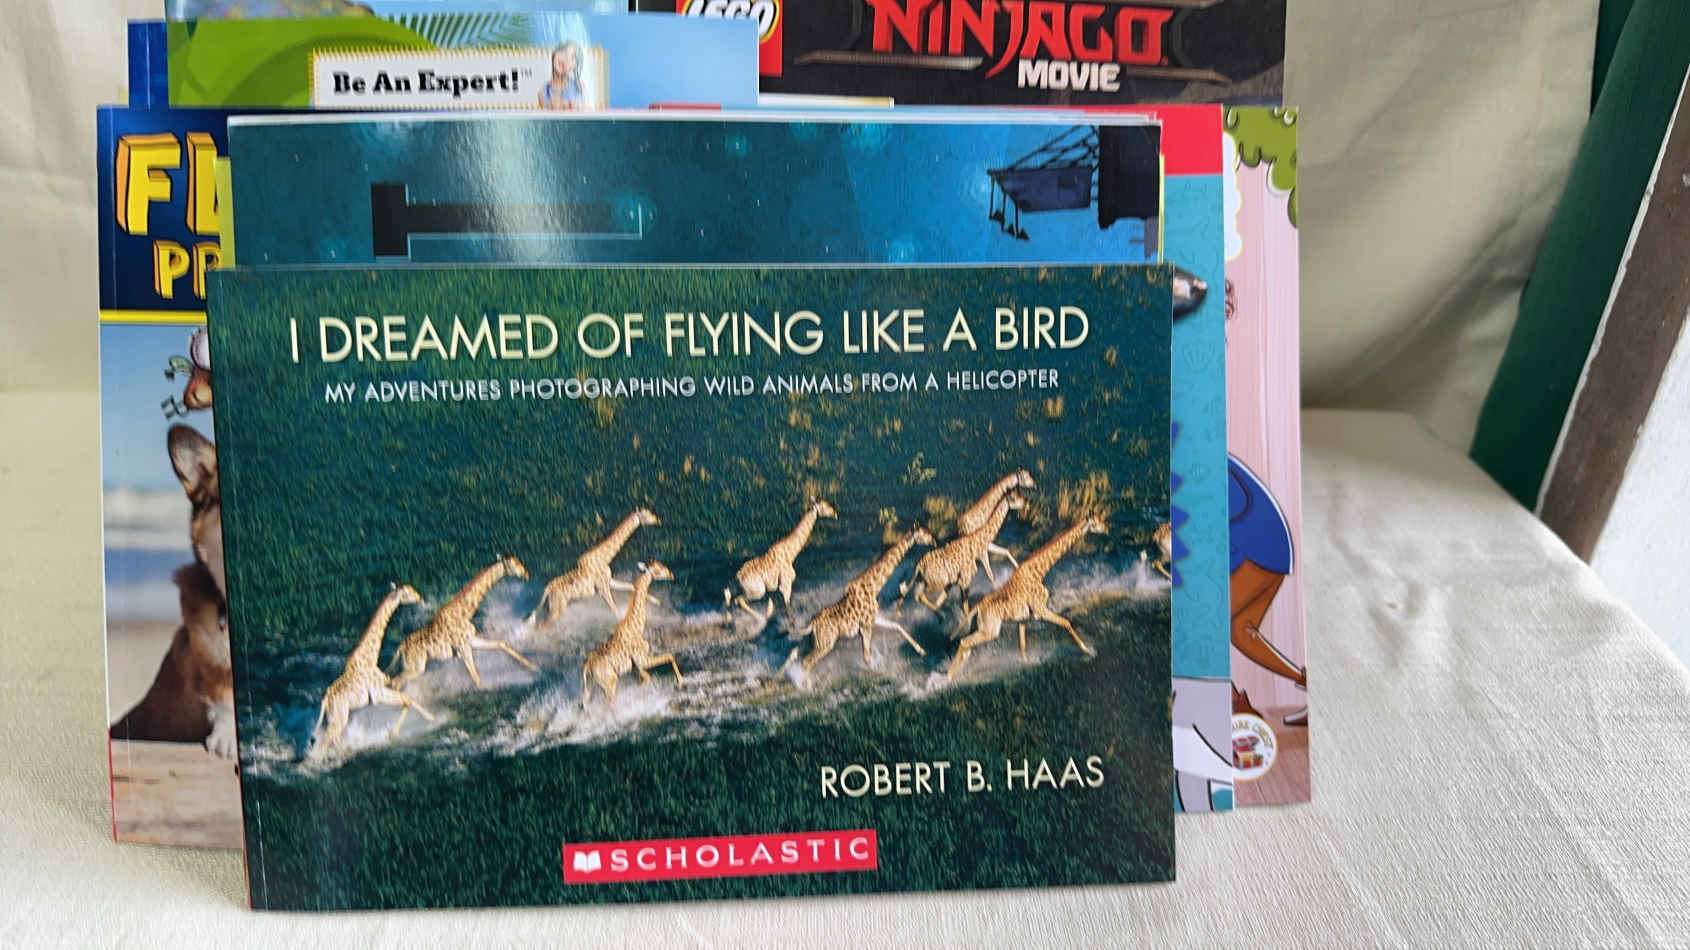 LEGO
NINJAGO
MOVIE
Be An Expert!™
I DREAMED OF FLYING LIKE A BIRD
MY ADVENTURES PHOTOGRAPHING WILD ANIMALS FROM A HELICOPTER
ROBERT B. HAAS
SCHOLASTIC